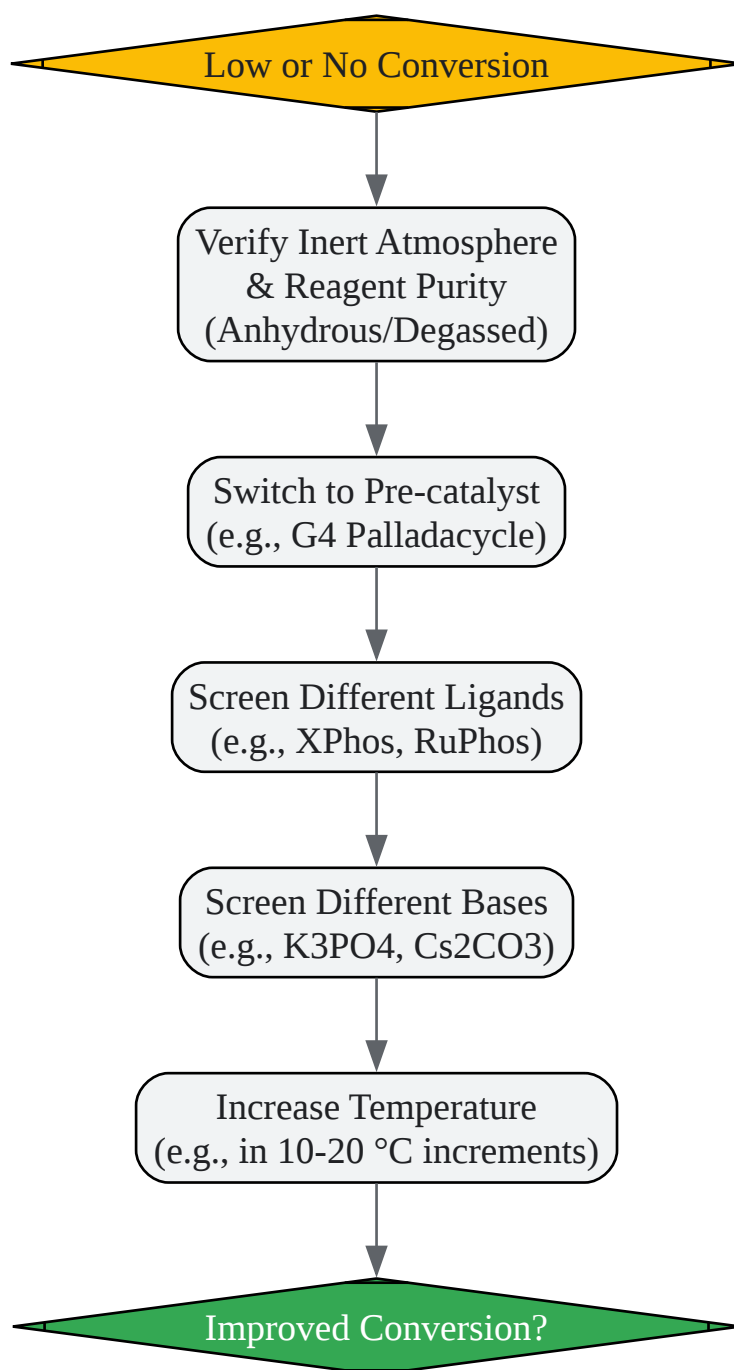 Low or No Conversion
Verify Inert Atmosphere
& Reagent Purity
(Anhydrous/Degassed)
Switch to Pre-catalyst
(e.g., G4 Palladacycle)
Screen Different Ligands
(e.g., XPhos, RuPhos)
Screen Different Bases
(e.g., K3PO4, Cs2CO3)
Increase Temperature
(e.g., in 10-20 °C increments)
Improved Conversion?